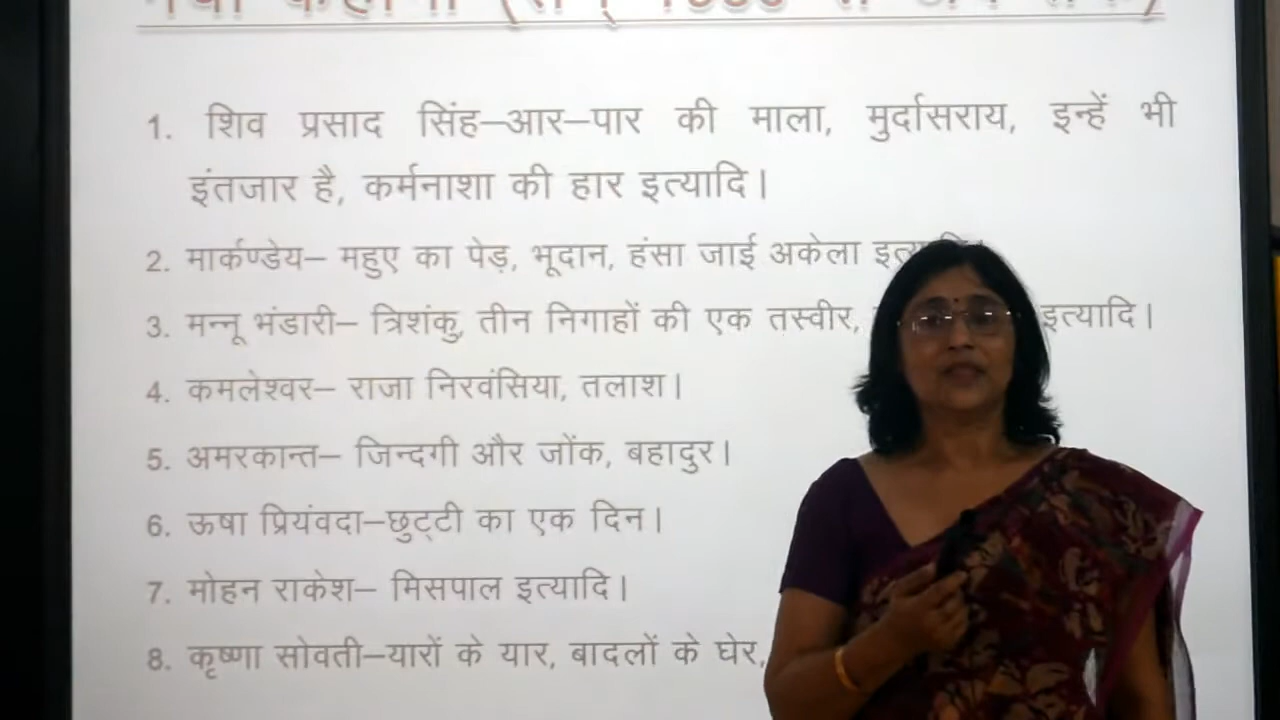 1. शिव प्रसाद सिंह–आर–पार की माला, मुर्दासराय, इन्हें भी
इंतजार है, कर्मनाशा की हार इत्यादि।
2. मार्कण्डेय– महुए का पेड़, भूदान, हंसा जाई अकेला
3. मन्नू भंडारी– त्रिशंकु, तीन निगाहों की एक तस्वीर, इत्यादि।
4. कमलेश्वर– राजा निरवंसिया, तलाश।
5. अमरकान्त– जिन्दगी और जोंक, बहादुर।
6. ऊषा प्रियंवदा–छुट्टी का एक दिन।
7. मोहन राकेश– मिसपाल इत्यादि।
8. कृष्णा सोवती–यारों के यार, बादलों के घेर,